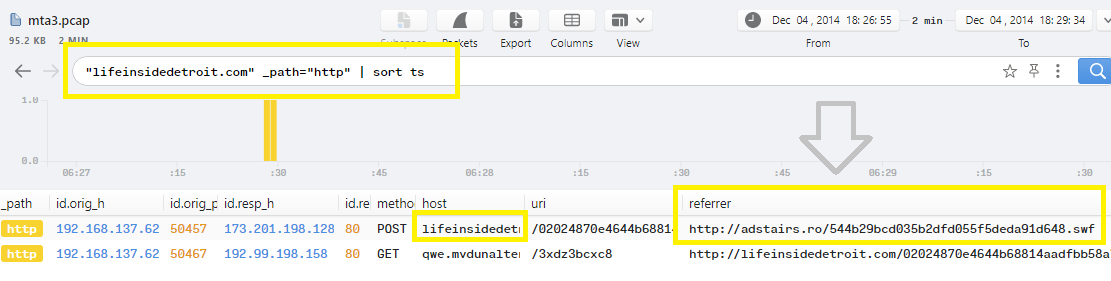 mta3.pcap
95.2 KB 2 MIN
Subspace Packets Export Columns View
Dec 04 , 2014 18:26:55 2 min Dec 04 , 2014 18:29:34
From To
"lifeinsidedetroit.com" _path="http" | sort ts
1.0
0.0
06:27 :15 :30 :45 06:28 :15 :30 :45 06:29 :15 :30
_path id.orig_h id.orig_p id.resp_h id.re metho host uri referrer
http 192.168.137.62 50457 173.201.198.128 80 POST lifeinsidedet /02024870e4644b68814 http://adstairs.ro/544b29bcd035b2dfd055f5deda91d648.swf
http 192.168.137.62 50467 192.99.198.158 80 GET qwe.mvdunalter /3xdz3bcxc8 http://lifeinsidedetroit.com/02024870e4644b68814aadfbb58a